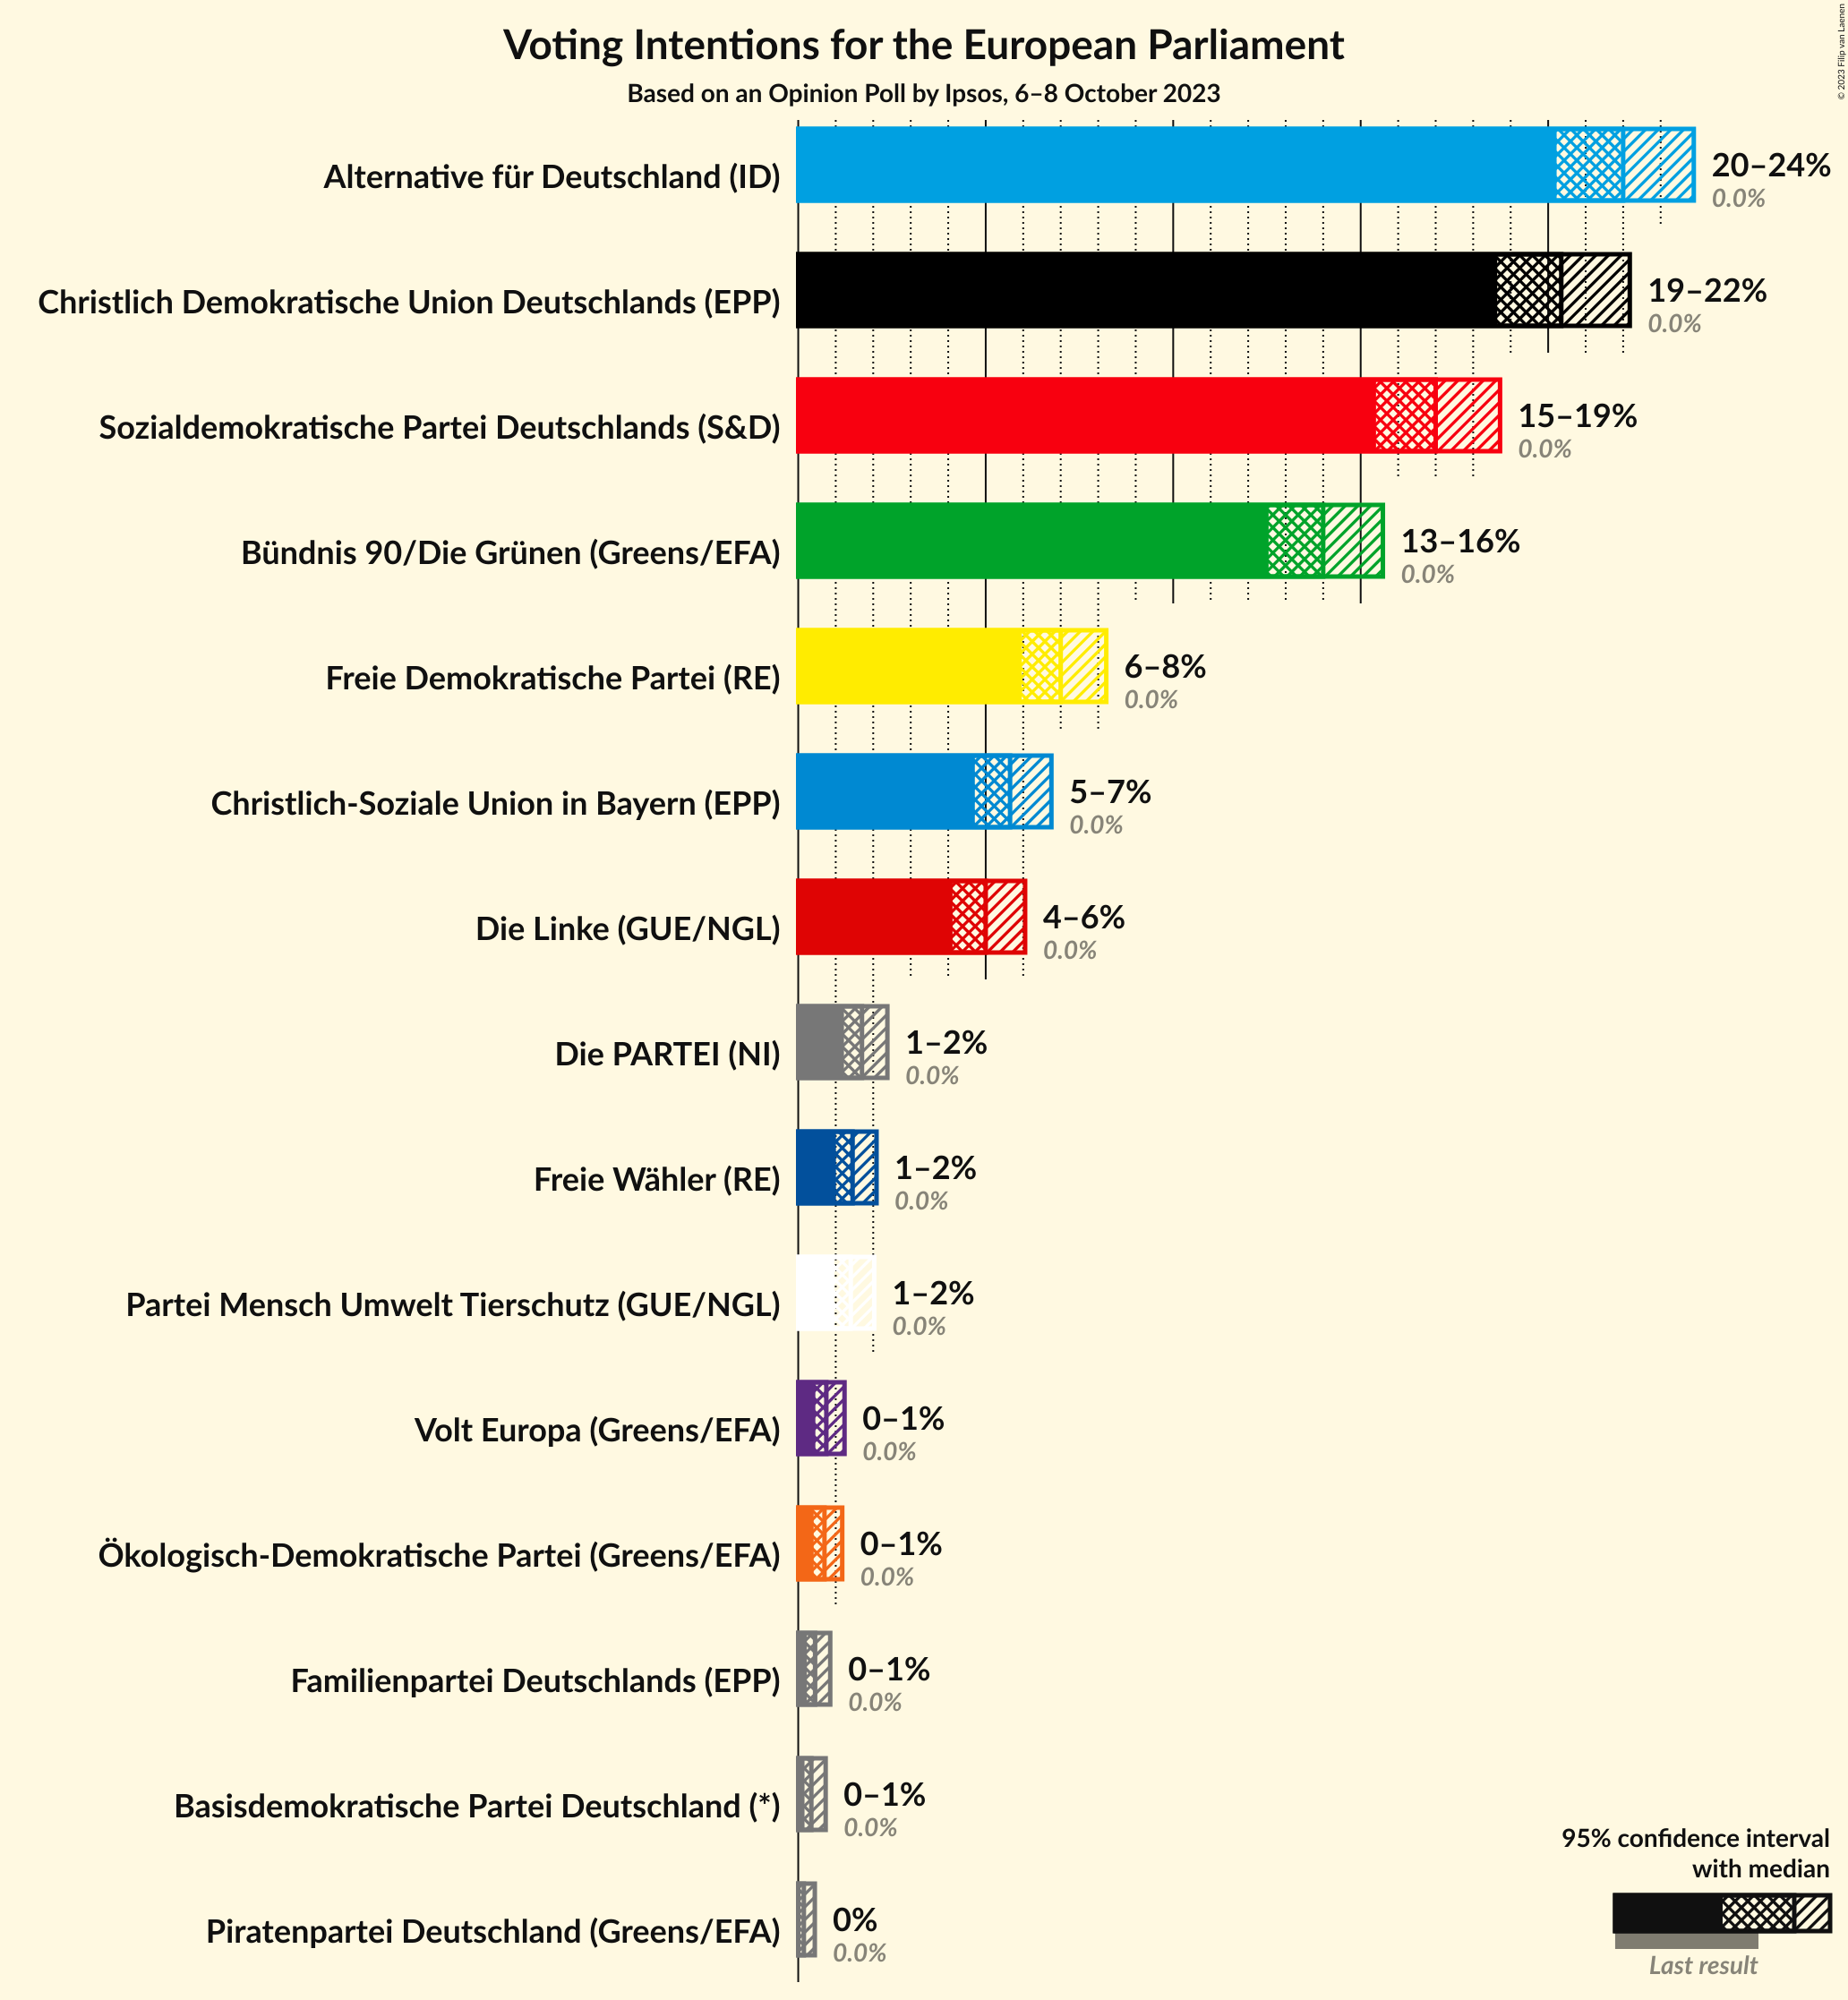 © 2023 Filip van Laenen
Voting Intentions for the European Parliament
Based on an Opinion Poll by Ipsos, 6–8 October 2023
Alternative für Deutschland (ID)
20–24%
0.0%
Christlich Demokratische Union Deutschlands (EPP)
19–22%
0.0%
Sozialdemokratische Partei Deutschlands (S&D)
15–19%
0.0%
Bündnis 90/Die Grünen (Greens/EFA)
13–16%
0.0%
Freie Demokratische Partei (RE)
6–8%
0.0%
Christlich-Soziale Union in Bayern (EPP)
5–7%
0.0%
Die Linke (GUE/NGL)
4–6%
0.0%
Die PARTEI (NI)
1–2%
0.0%
Freie Wähler (RE)
1–2%
0.0%
Partei Mensch Umwelt Tierschutz (GUE/NGL)
1–2%
0.0%
Volt Europa (Greens/EFA)
0–1%
0.0%
Ökologisch-Demokratische Partei (Greens/EFA)
0–1%
0.0%
Familienpartei Deutschlands (EPP)
0–1%
0.0%
Basisdemokratische Partei Deutschland (*)
0–1%
0.0%
Piratenpartei Deutschland (Greens/EFA)
0%
0.0%
95% confidence interval
with median
Last result